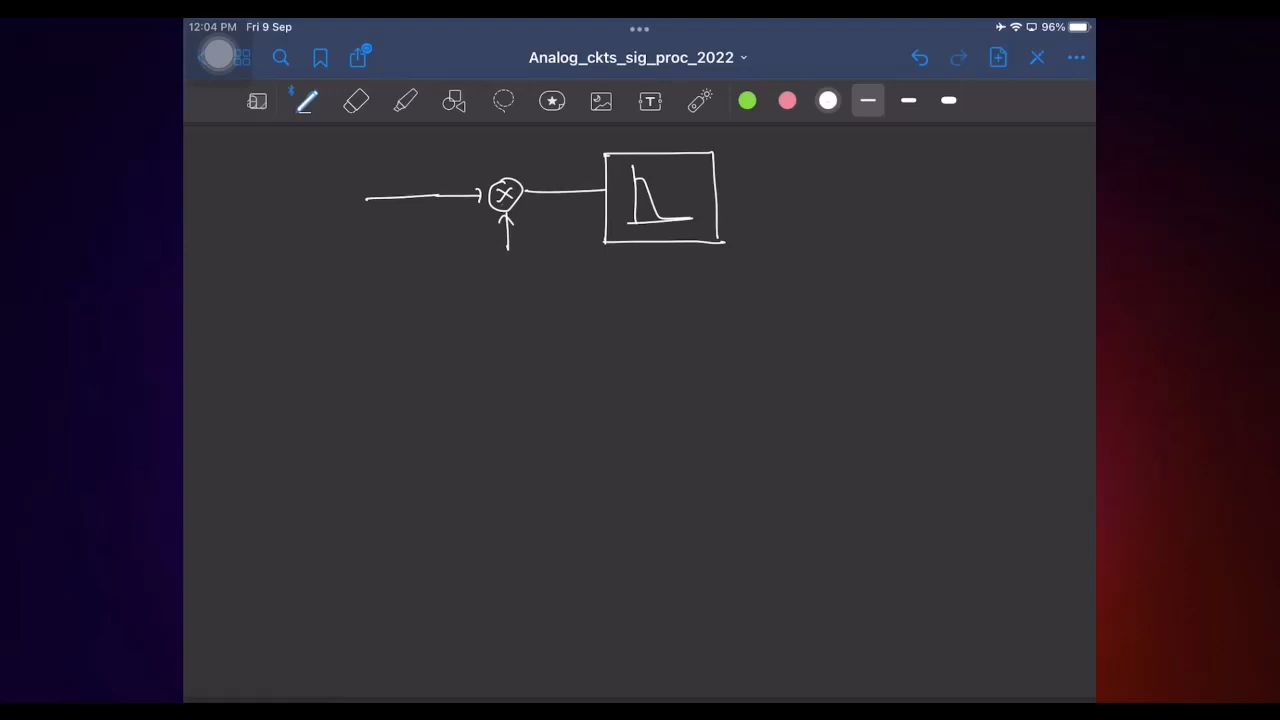 12:04 PM Fri 9 Sep 96%
Analog_ckts_sig_proc_2022
T
×